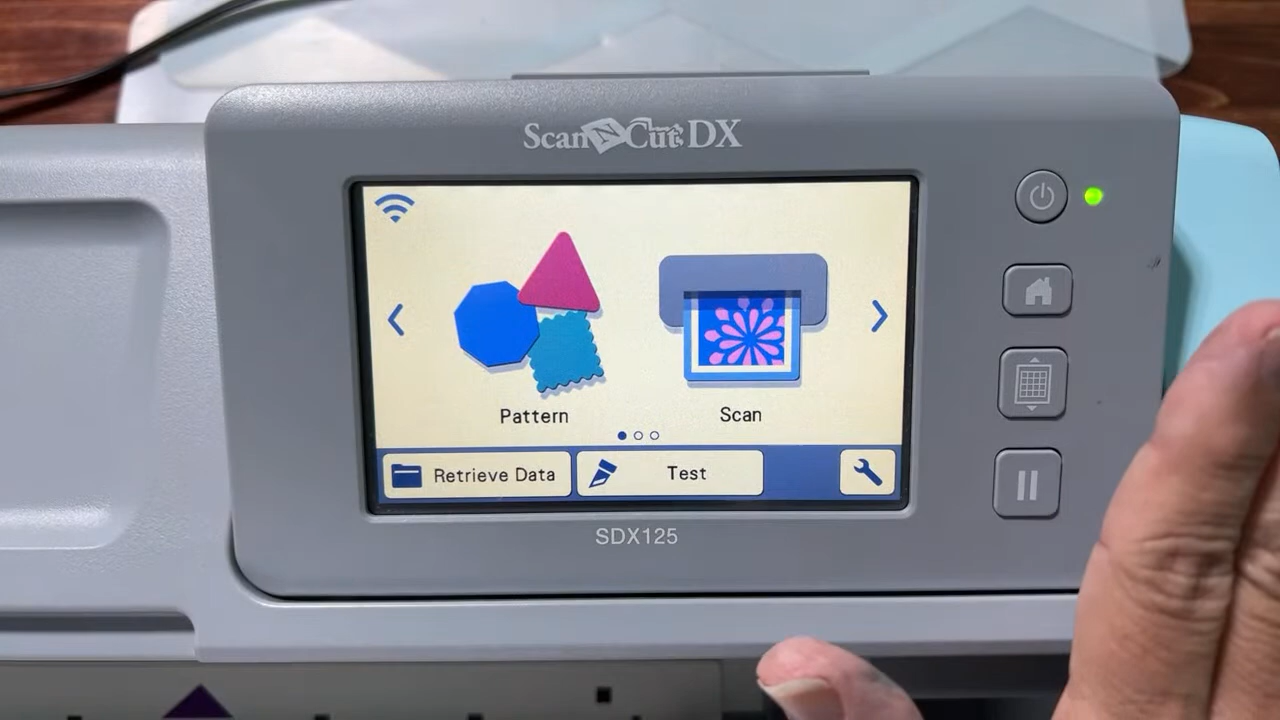 ScanNCut DX
Pattern
Scan
Retrieve Data
Test
SDX125